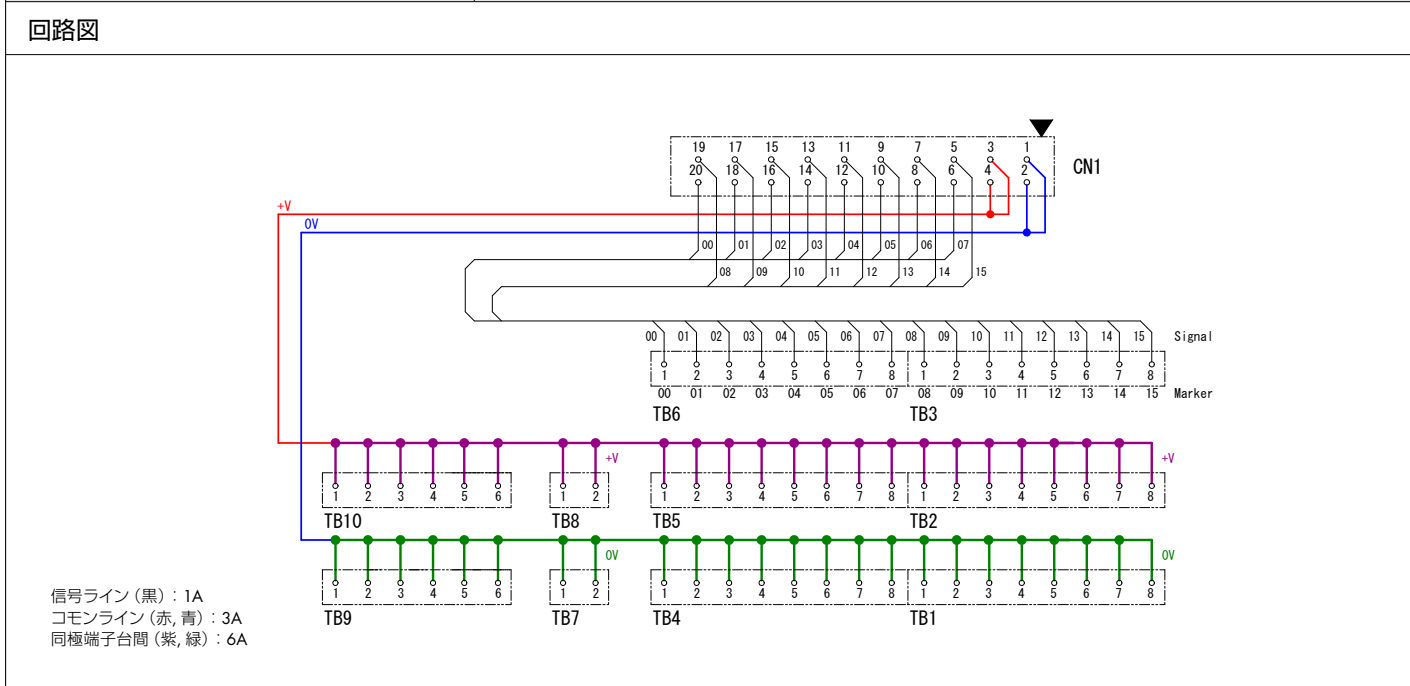 回路図
19 17 15 13 11 9 7 5 3 1
20 18 16 14 12 10 8 6 4 2
CN1
+V
0V
00 01 02 03 04 05 06 07
08 09 10 11 12 13 14 15
00 01 02 03 04 05 06 07 08 09 10 11 12 13 14 15 Signal
1 2 3 4 5 6 7 8 1 2 3 4 5 6 7 8
00 01 02 03 04 05 06 07 08 09 10 11 12 13 14 15 Marker
TB6 TB3
+V +V
1 2 3 4 5 6 1 2 1 2 3 4 5 6 7 8 1 2 3 4 5 6 7 8
TB10 TB8 TB5 TB2
0V 0V
1 2 3 4 5 6 1 2 1 2 3 4 5 6 7 8 1 2 3 4 5 6 7 8
TB9 TB7 TB4 TB1
信号ライン (黒) : 1A
コモンライン (赤, 青) : 3A
同極端子台間 (紫, 緑) : 6A